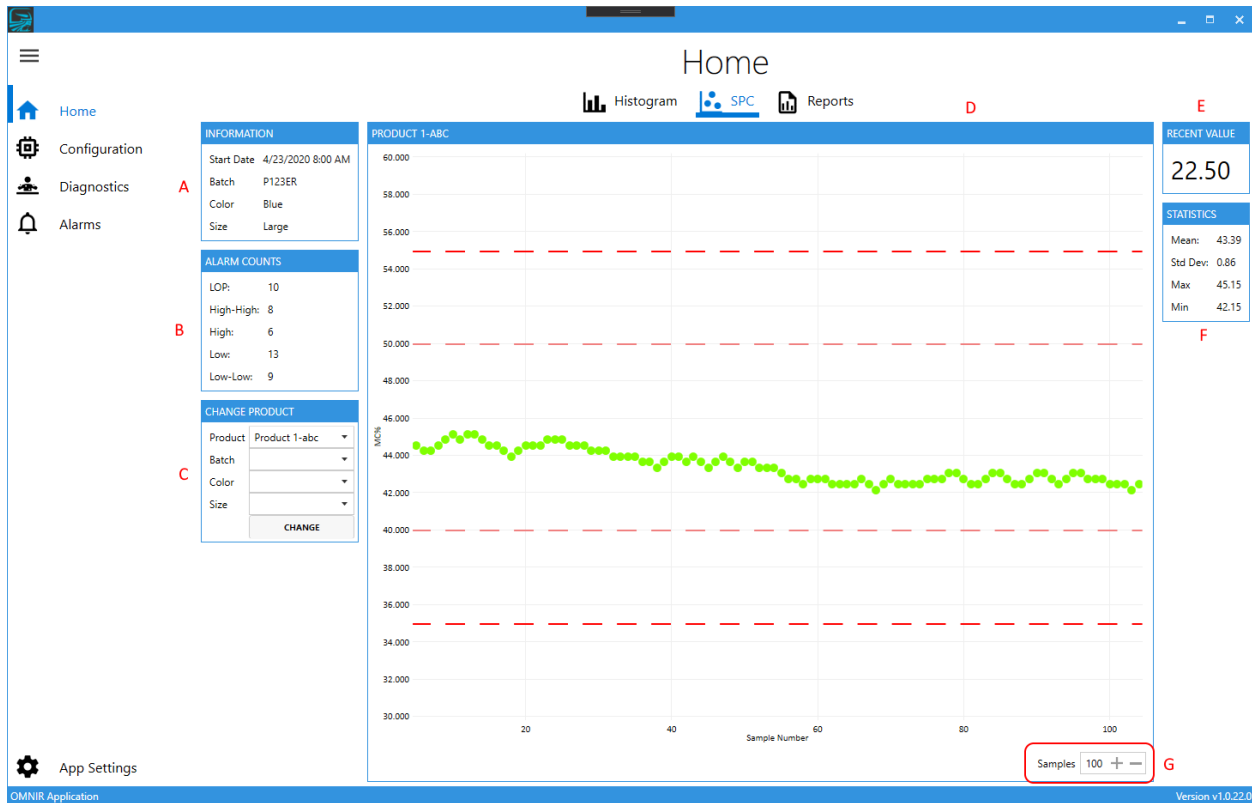 Home
Histogram
SPC
Reports
Home
Configuration
Diagnostics
Alarms
A
INFORMATION
Start Date 4/23/2020 8:00 AM
Batch P123ER
Color Blue
Size Large
B
ALARM COUNTS
LOP: 10
High-High: 8
High: 6
Low: 13
Low-Low: 9
C
CHANGE PRODUCT
Product Product 1-abc
Batch
Color
Size
CHANGE
D
PRODUCT 1-ABC
60.000
58.000
56.000
54.000
52.000
50.000
48.000
46.000
MC%
44.000
42.000
40.000
38.000
36.000
34.000
32.000
30.000
20 40 60 80 100
Sample Number
Samples 100 + −
G
E
RECENT VALUE
22.50
STATISTICS
Mean: 43.39
Std Dev: 0.86
Max 45.15
Min 42.15
F
App Settings
OMNIR Application
Version v1.0.22.0